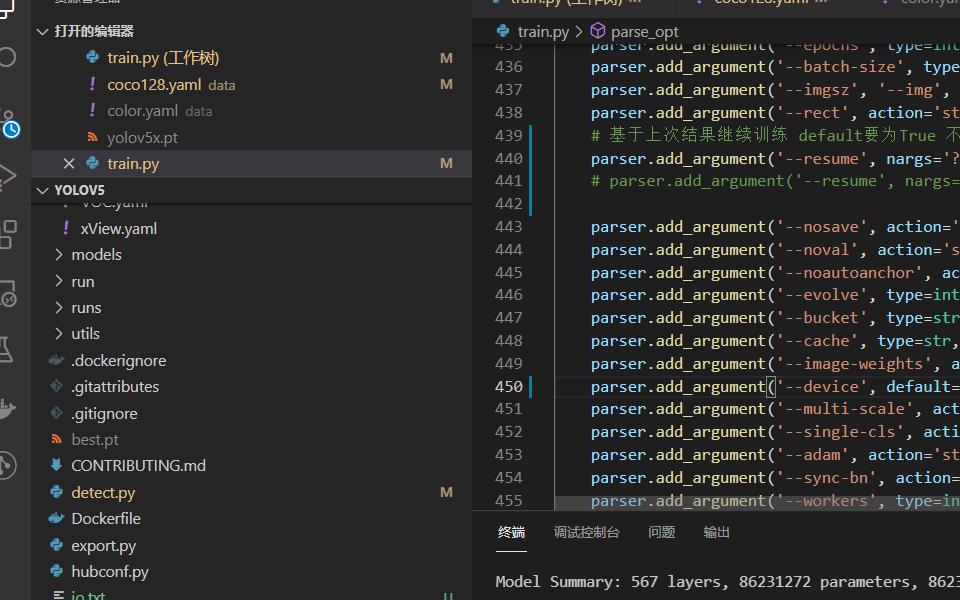 资源管理器
打开的编辑器
train.py (工作树) M
! coco128.yaml data M
! color.yaml data
yolov5x.pt
train.py M
YOLOV5
! VOC.yaml
! xView.yaml
models
run
runs
utils
.dockerignore
.gitattributes
.gitignore
best.pt
CONTRIBUTING.md
detect.py M
Dockerfile
export.py
hubconf.py
train.py (工作树)
coco128.yaml
train.py > parse_opt
435 parser.add_argument('--epochs', type=int
436 parser.add_argument('--batch-size', type
437 parser.add_argument('--imgsz', '--img',
438 parser.add_argument('--rect', action='st
439 # 基于上次结果继续训练 default要为True 不
440 parser.add_argument('--resume', nargs='?
441 # parser.add_argument('--resume', nargs=
442
443 parser.add_argument('--nosave', action='
444 parser.add_argument('--noval', action='s
445 parser.add_argument('--noautoanchor', ac
446 parser.add_argument('--evolve', type=int
447 parser.add_argument('--bucket', type=str
448 parser.add_argument('--cache', type=str,
449 parser.add_argument('--image-weights', a
450 parser.add_argument('--device', default=
451 parser.add_argument('--multi-scale', act
452 parser.add_argument('--single-cls', acti
453 parser.add_argument('--adam', action='st
454 parser.add_argument('--sync-bn', action=
455 parser.add_argument('--workers', type=in
终端 调试控制台 问题 输出
Model Summary: 567 layers, 86231272 parameters, 8623